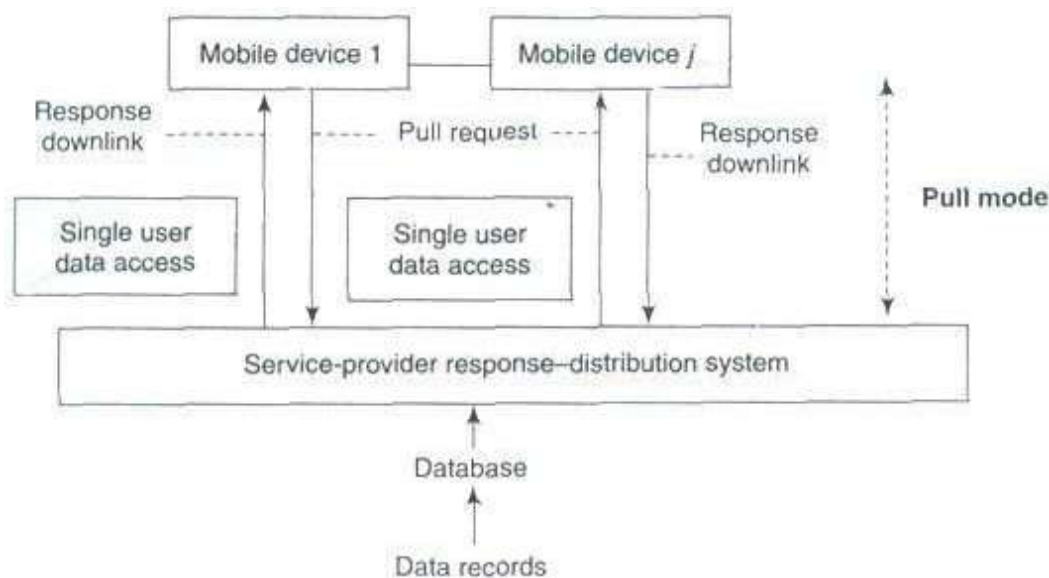 Mobile device 1
Mobile device j
Response
downlink
Pull request
Response
downlink
Pull mode
Single user
data access
Single user
data access
Service-provider response–distribution system
Database
Data records